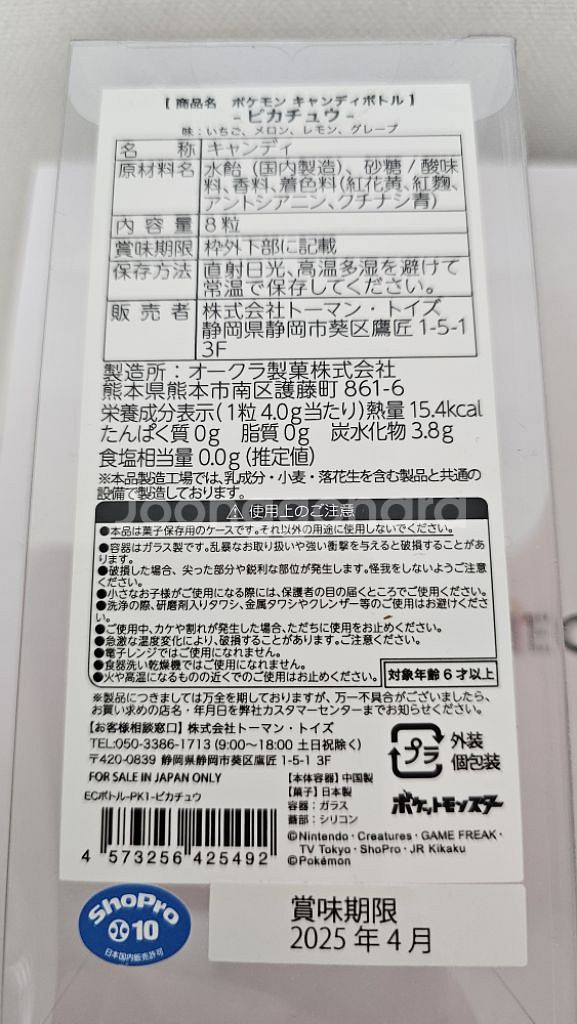 【 商品名　ポケモン キャンディボトル 】
- ピカチュウ -
味：いちご、メロン、レモン、グレープ
名　称 キャンディ
原材料名 水飴（国内製造）、砂糖 / 酸味
料、香料、着色料（紅花黄、紅麹、
アントシアニン、クチナシ青）
内 容 量 8 粒
賞味期限 枠外下部に記載
保存方法 直射日光、高温多湿を避けて
常温で保存してください。
販 売 者 株式会社トーマン・トイズ
静岡県静岡市葵区鷹匠 1-5-1
3F
製造所：オークラ製菓株式会社
熊本県熊本市南区護藤町 861-6
栄養成分表示（1粒 4.0g当たり）熱量 15.4kcal
たんぱく質 0g　脂質 0g　炭水化物 3.8g
食塩相当量 0.0g（推定値）
※本品製造工場では、乳成分・小麦・落花生を含む製品と共通の
設備で製造しております。
⚠ 使用上のご注意
●本品は菓子保存用のケースです。それ以外の用途に使用しないでください。
●容器はガラス製です。乱暴なお取り扱いや強い衝撃を与えると破損することがあ
ります。
●破損した場合、尖った部分や鋭利な部位が発生します。怪我をしないようご注意
ください。
●小さなお子様がご使用になる際には、保護者の目の届くところでご使用ください。
●洗浄の際、研磨剤入りタワシ、金属タワシやクレンザー等のご使用はお避けくださ
い。
●ご使用中、カケや割れが発生した場合、ただちに使用をお止めください。
●急激な温度変化により、破損することがあります。ご注意ください。
●電子レンジではご使用になれません。
●食器洗い乾燥機ではご使用になれません。
●火や高温になるものの近くでのご使用はお止めください。
対象年齢 6 才以上
※製品につきましては万全を期しておりますが、万一不具合がございましたら、
お買い求めの店名・年月日を弊社カスタマーセンターまでお知らせください。
【お客様相談窓口】株式会社トーマン・トイズ
TEL:050-3386-1713 (9:00～18:00 土日祝除く)
〒420-0839 静岡県静岡市葵区鷹匠 1-5-1 3F
プラ
外装
個包装
FOR SALE IN JAPAN ONLY
ECボトル-PK1-ピカチュウ
【本体容器】中国製
【菓子】日本製
容器：ガラス
蓋部：シリコン
ポケットモンスター
©Nintendo・Creatures・GAME FREAK・
TV Tokyo・ShoPro・JR Kikaku
©Pokémon
4 573256 425492
ShoPro
10
日本国内販売許可
賞味期限
2025 年 4 月